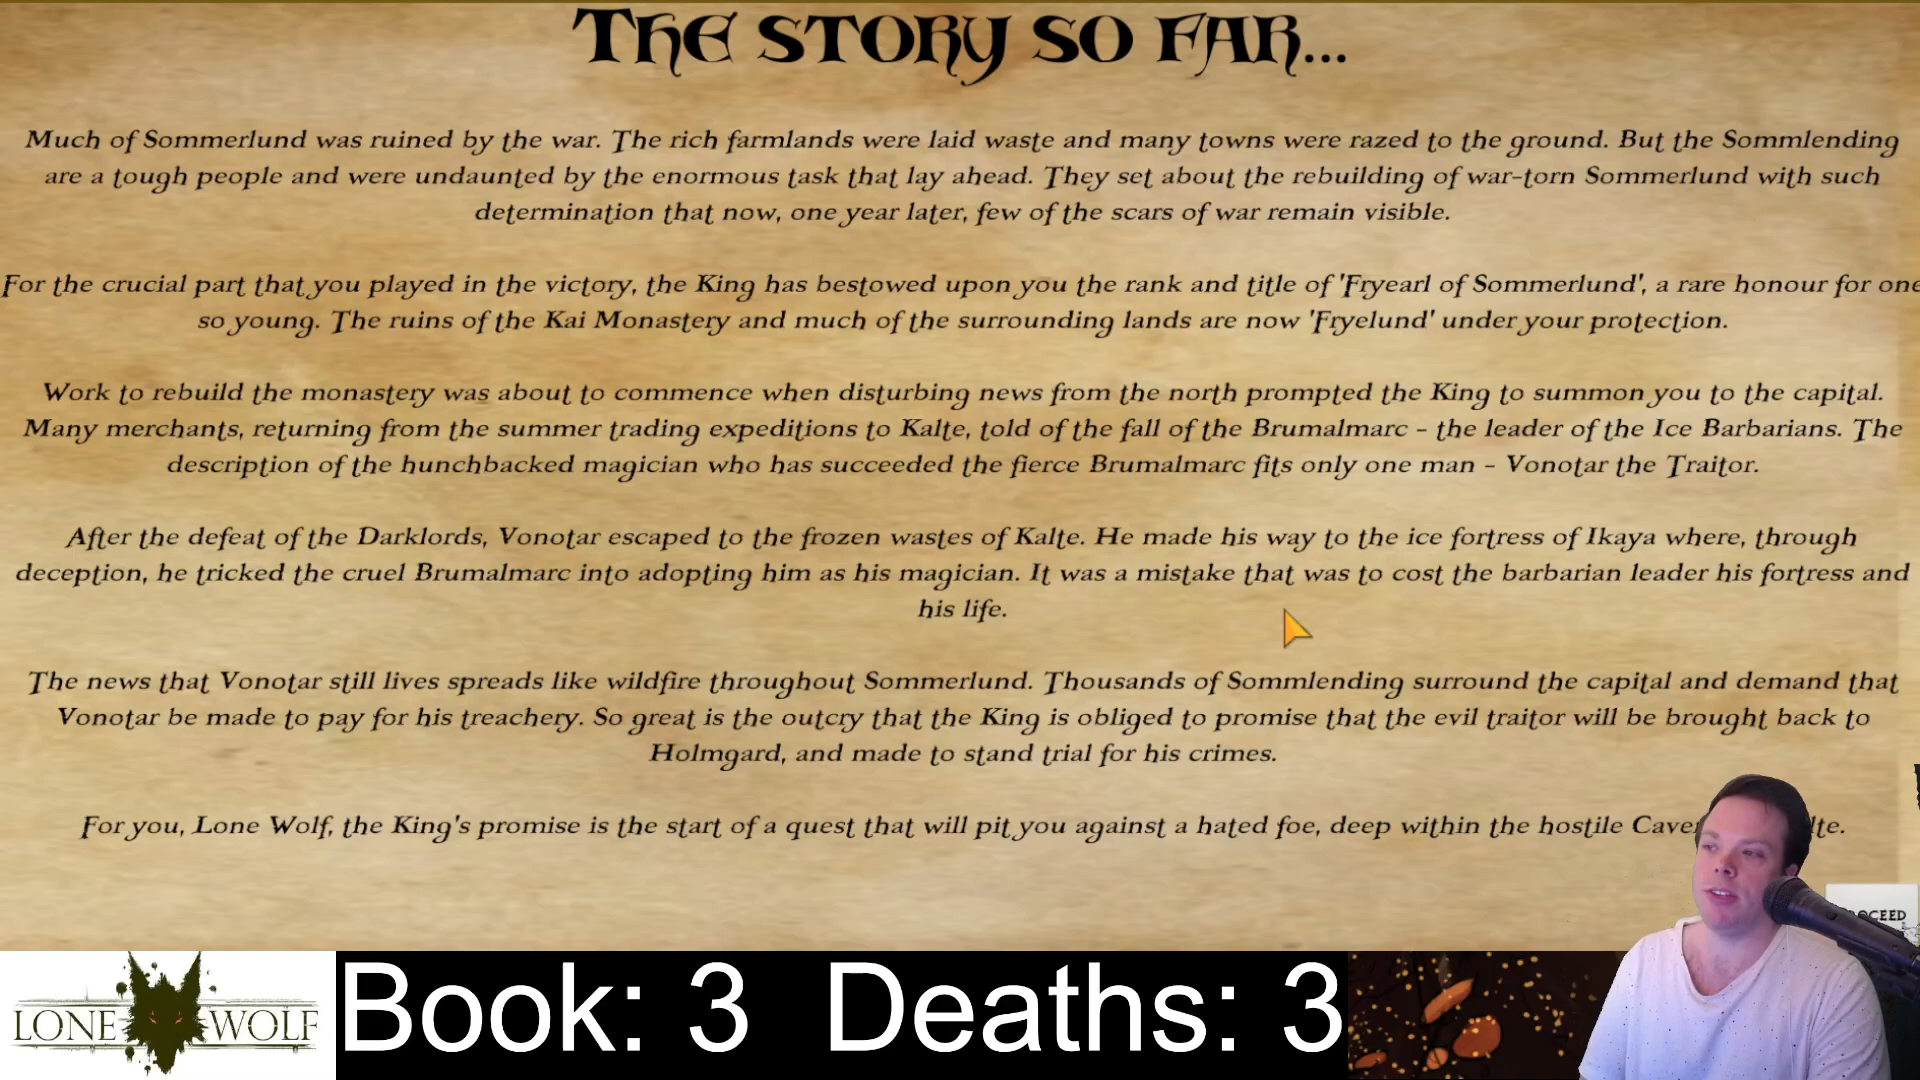 THE STORY SO FAR...
Much of Sommerlund was ruined by the war. The rich farmlands were laid waste and many towns were razed to the ground. But the Sommlending
are a tough people and were undaunted by the enormous task that lay ahead. They set about the rebuilding of war-torn Sommerlund with such
determination that now, one year later, few of the scars of war remain visible.
For the crucial part that you played in the victory, the King has bestowed upon you the rank and title of 'Fryearl of Sommerlund', a rare honour for one
so young. The ruins of the Kai Monastery and much of the surrounding lands are now 'Fryelund' under your protection.
Work to rebuild the monastery was about to commence when disturbing news from the north prompted the King to summon you to the capital.
Many merchants, returning from the summer trading expeditions to Kalte, told of the fall of the Brumalmarc - the leader of the Ice Barbarians. The
description of the hunchbacked magician who has succeeded the fierce Brumalmarc fits only one man - Vonotar the Traitor.
After the defeat of the Darklords, Vonotar escaped to the frozen wastes of Kalte. He made his way to the ice fortress of Ikaya where, through
deception, he tricked the cruel Brumalmarc into adopting him as his magician. It was a mistake that was to cost the barbarian leader his fortress and
his life.
The news that Vonotar still lives spreads like wildfire throughout Sommerlund. Thousands of Sommlending surround the capital and demand that
Vonotar be made to pay for his treachery. So great is the outcry that the King is obliged to promise that the evil traitor will be brought back to
Holmgard, and made to stand trial for his crimes.
For you, Lone Wolf, the King's promise is the start of a quest that will pit you against a hated foe, deep within the hostile
LONE WOLF
Book: 3 Deaths: 3